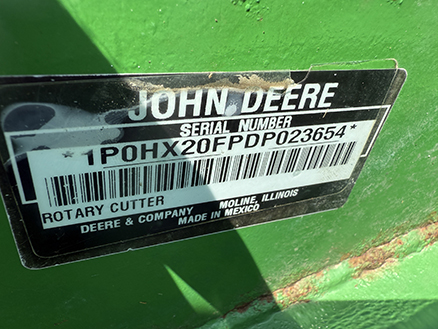 JOHN DEERE
SERIAL NUMBER
*1P0HX20FPDP023654*
ROTARY CUTTER
MOLINE, ILLINOIS
DEERE & COMPANY
MADE IN MEXICO